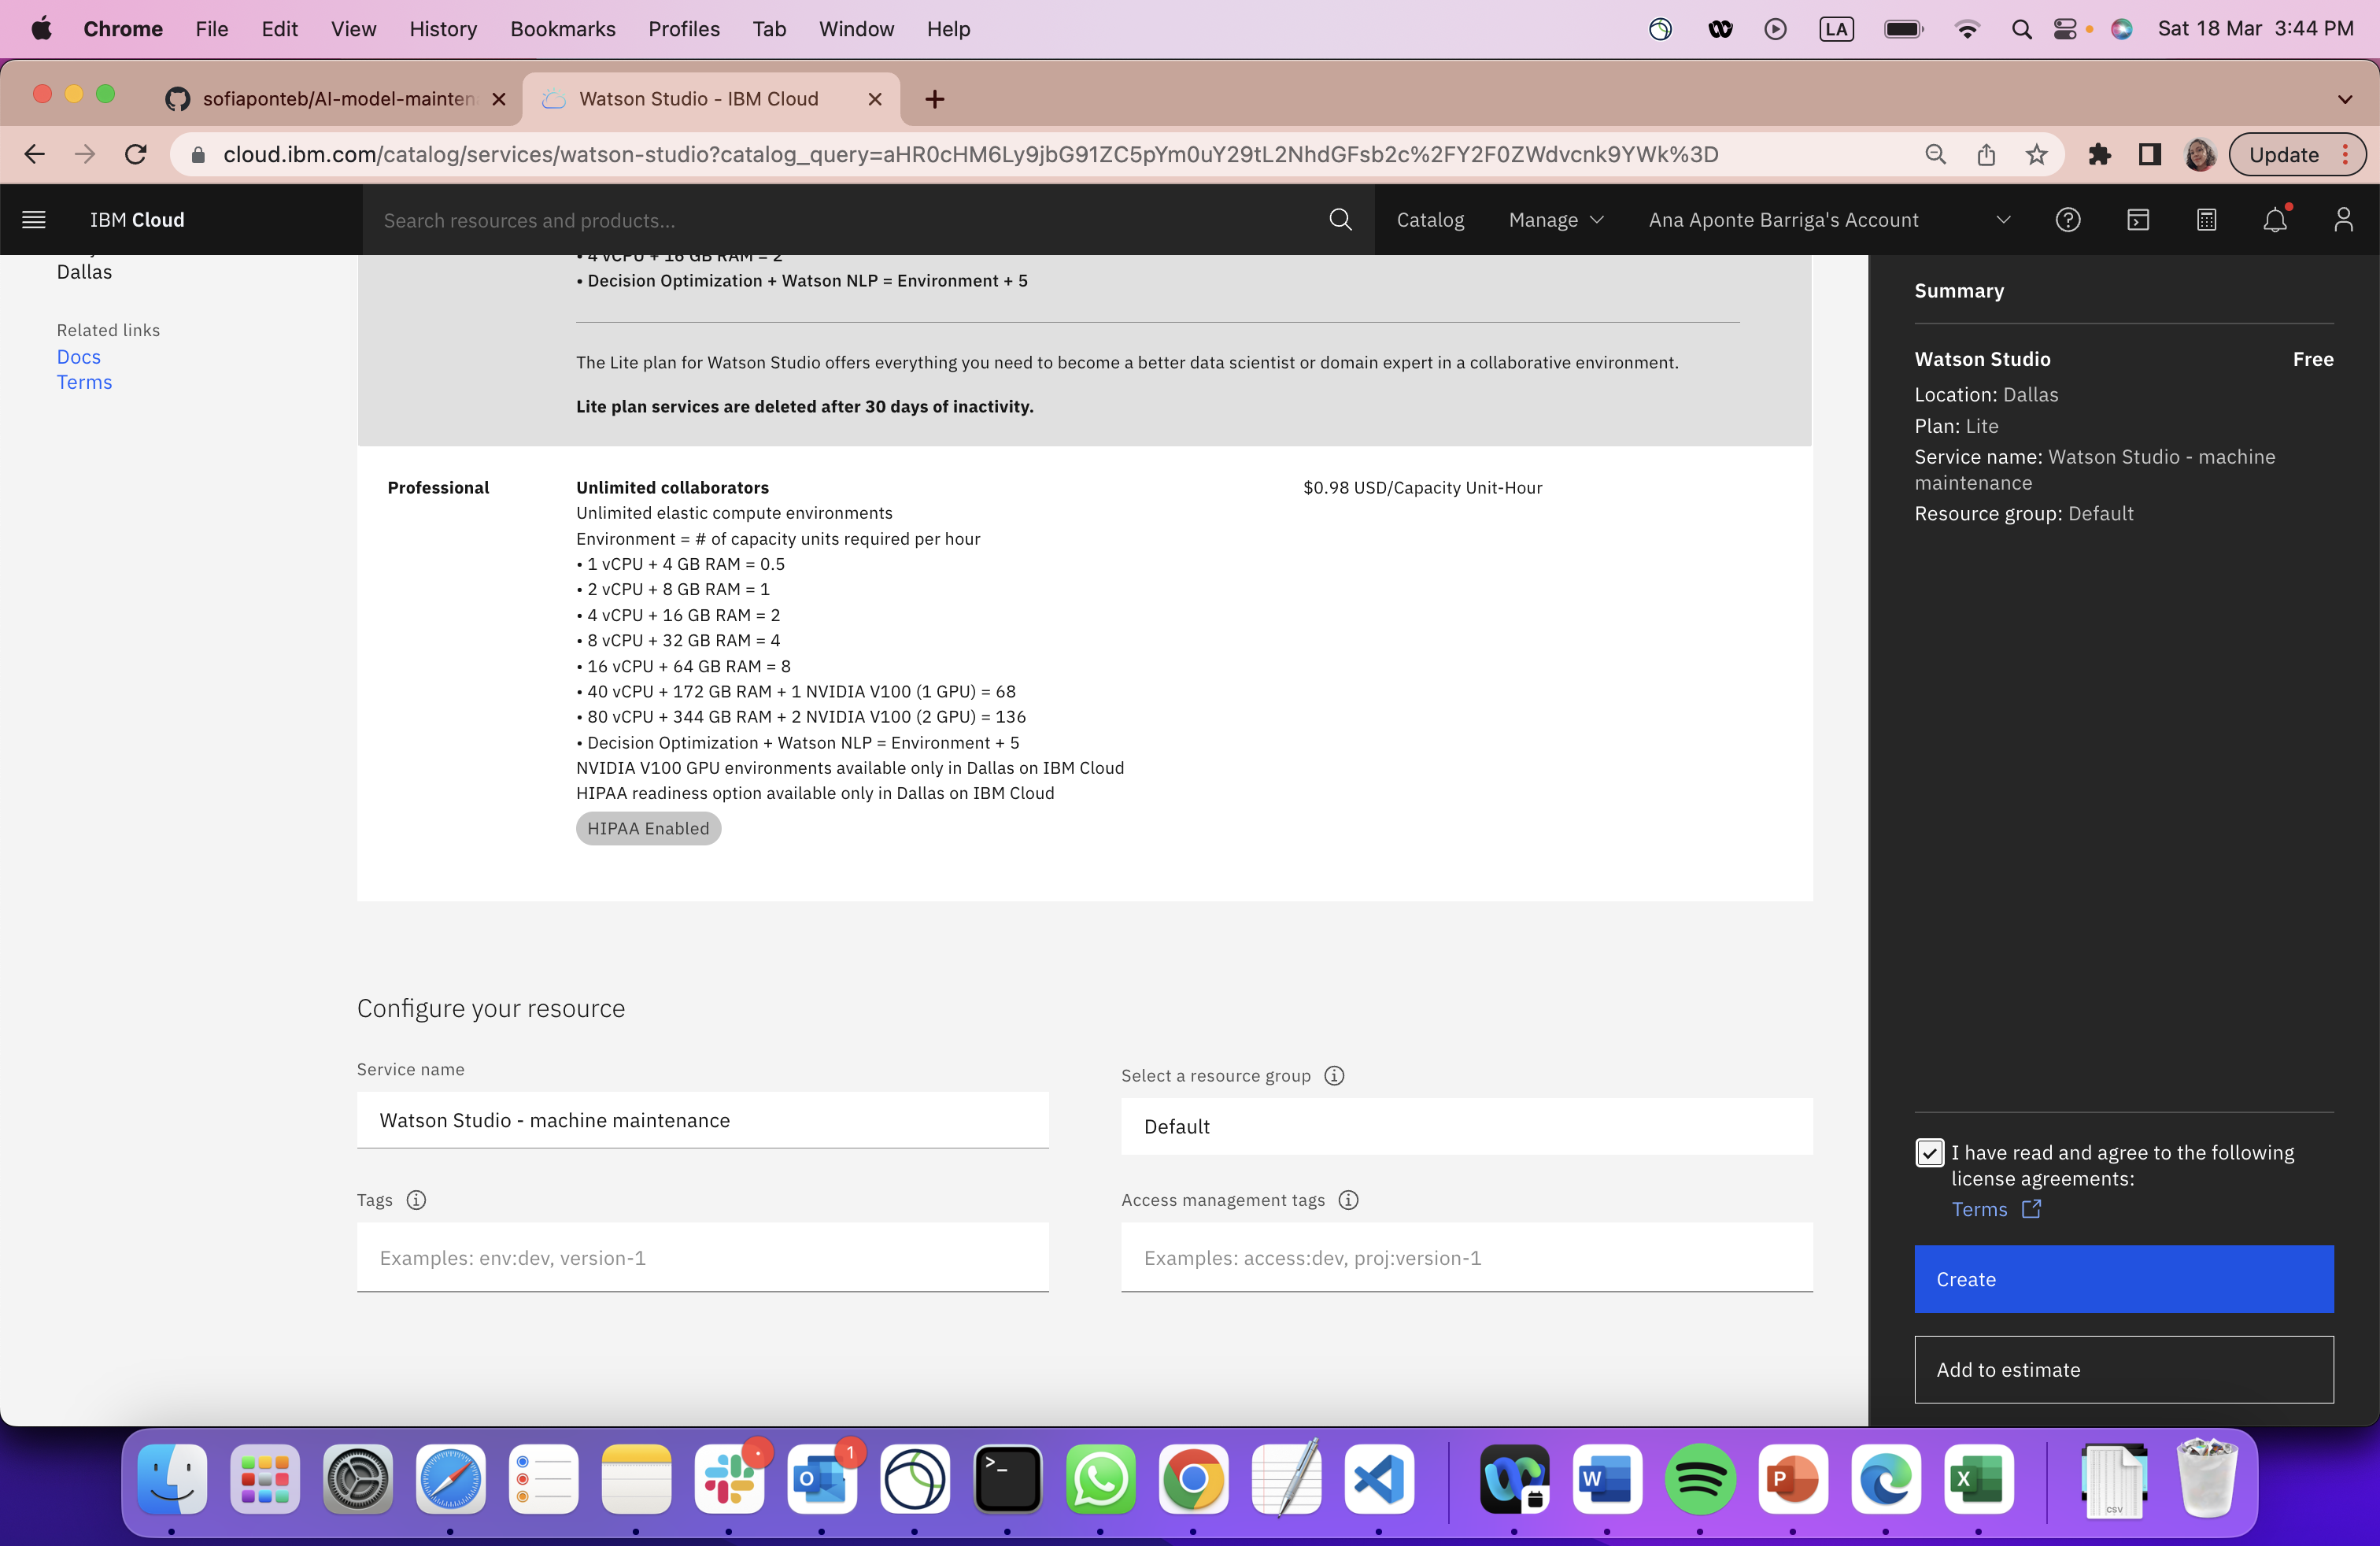 Chrome File Edit View History Bookmarks Profiles Tab Window Help LA Sat 18 Mar 3:44 PM
sofiaponteb/AI-model-mainten
Watson Studio - IBM Cloud
cloud.ibm.com/catalog/services/watson-studio?catalog_query=aHR0cHM6Ly9jbG91ZC5pYm0uY29tL2NhdGFsb2c%2FY2F0ZWdvcnk9YWk%3D
Update
IBM Cloud
Search resources and products...
Catalog
Manage
Ana Aponte Barriga's Account
Dallas
Related links
Docs
Terms
• 4 vCPU + 16 GB RAM = 2
• Decision Optimization + Watson NLP = Environment + 5
The Lite plan for Watson Studio offers everything you need to become a better data scientist or domain expert in a collaborative environment.
Lite plan services are deleted after 30 days of inactivity.
Professional
Unlimited collaborators
$0.98 USD/Capacity Unit-Hour
Unlimited elastic compute environments
Environment = # of capacity units required per hour
• 1 vCPU + 4 GB RAM = 0.5
• 2 vCPU + 8 GB RAM = 1
• 4 vCPU + 16 GB RAM = 2
• 8 vCPU + 32 GB RAM = 4
• 16 vCPU + 64 GB RAM = 8
• 40 vCPU + 172 GB RAM + 1 NVIDIA V100 (1 GPU) = 68
• 80 vCPU + 344 GB RAM + 2 NVIDIA V100 (2 GPU) = 136
• Decision Optimization + Watson NLP = Environment + 5
NVIDIA V100 GPU environments available only in Dallas on IBM Cloud
HIPAA readiness option available only in Dallas on IBM Cloud
HIPAA Enabled
Configure your resource
Service name
Watson Studio - machine maintenance
Select a resource group
Default
Tags
Examples: env:dev, version-1
Access management tags
Examples: access:dev, proj:version-1
Summary
Watson Studio Free
Location: Dallas
Plan: Lite
Service name: Watson Studio - machine
maintenance
Resource group: Default
I have read and agree to the following
license agreements:
Terms
Create
Add to estimate
1
O
>_
W
P
X
CSV